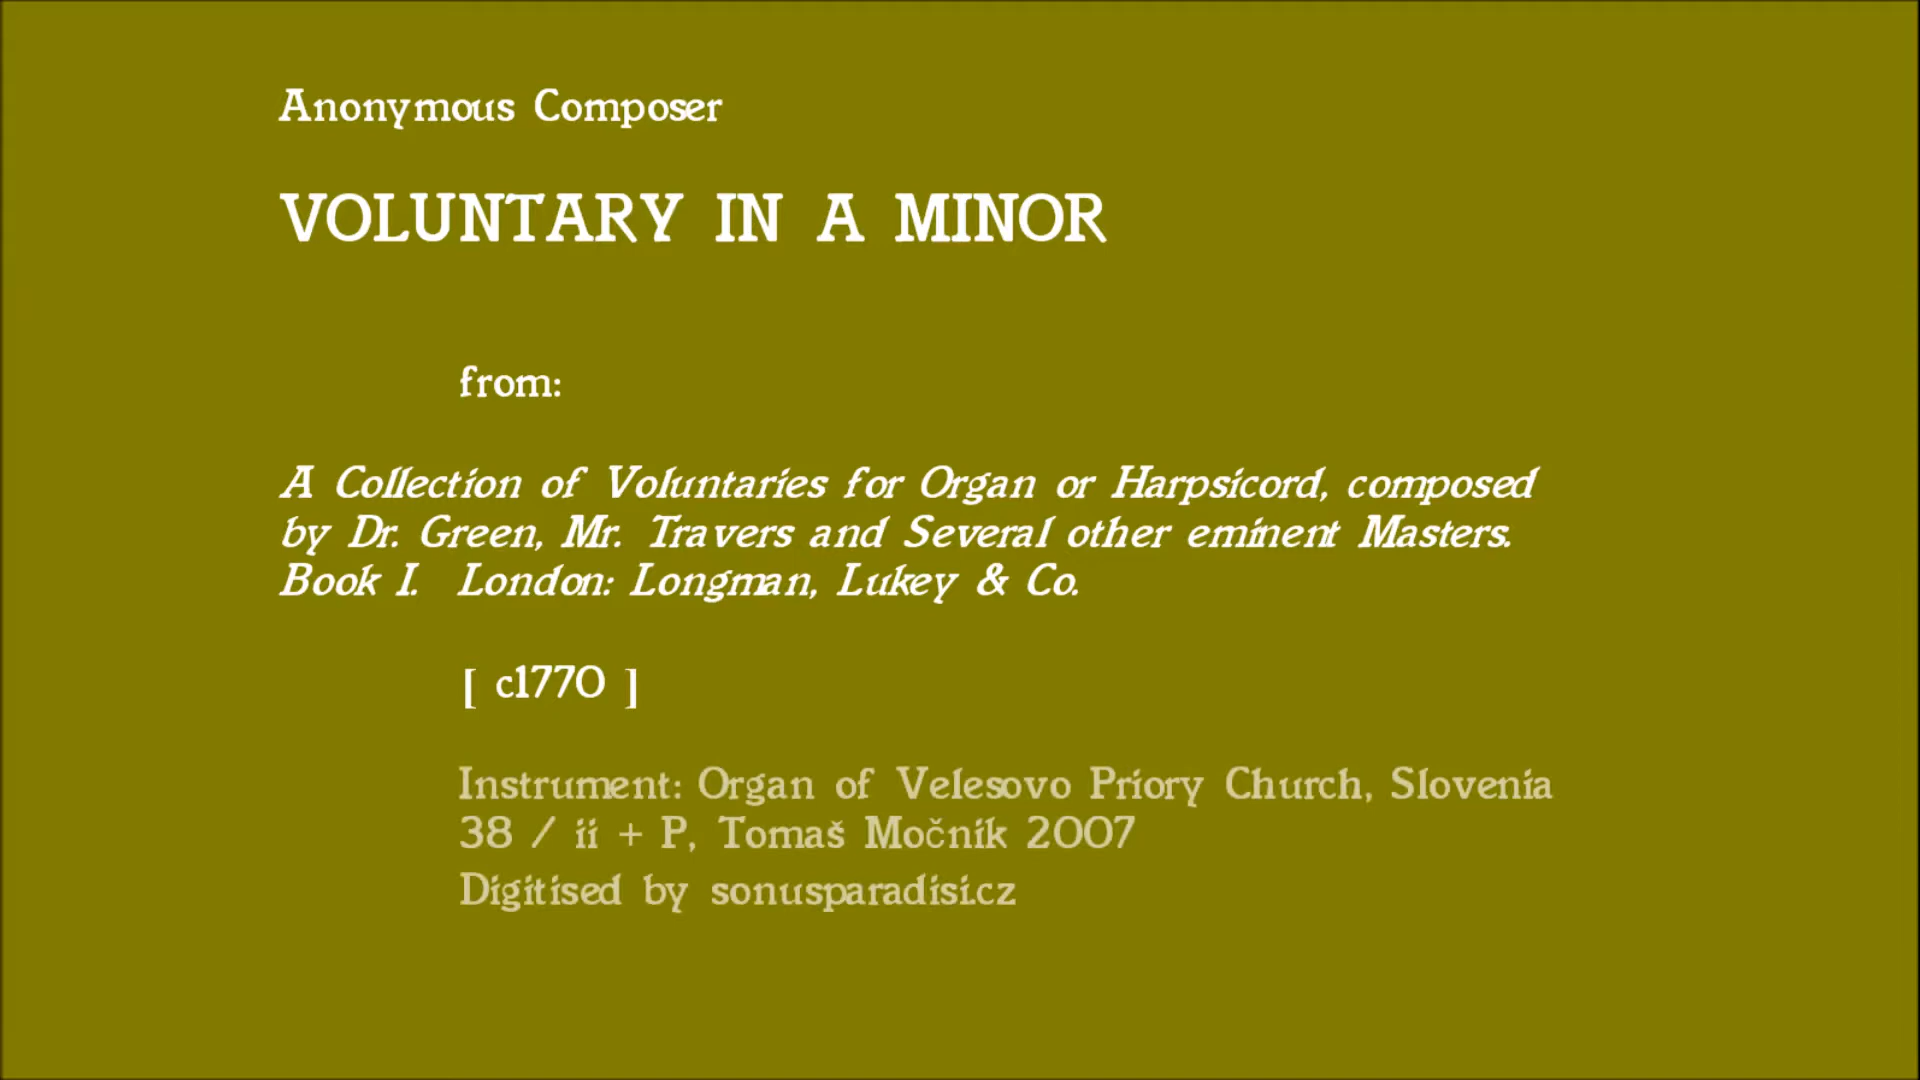 Anonymous Composer
VOLUNTARY IN A MINOR
from:
A Collection of Voluntaries for Organ or Harpsicord, composed
by Dr. Green, Mr. Travers and Several other eminent Masters.
Book I. London: Longman, Lukey & Co.
[ c1770 ]
Instrument: Organ of Velesovo Priory Church, Slovenia
38 / ii + P, Tomaš Močnik 2007
Digitised by sonusparadisi.cz